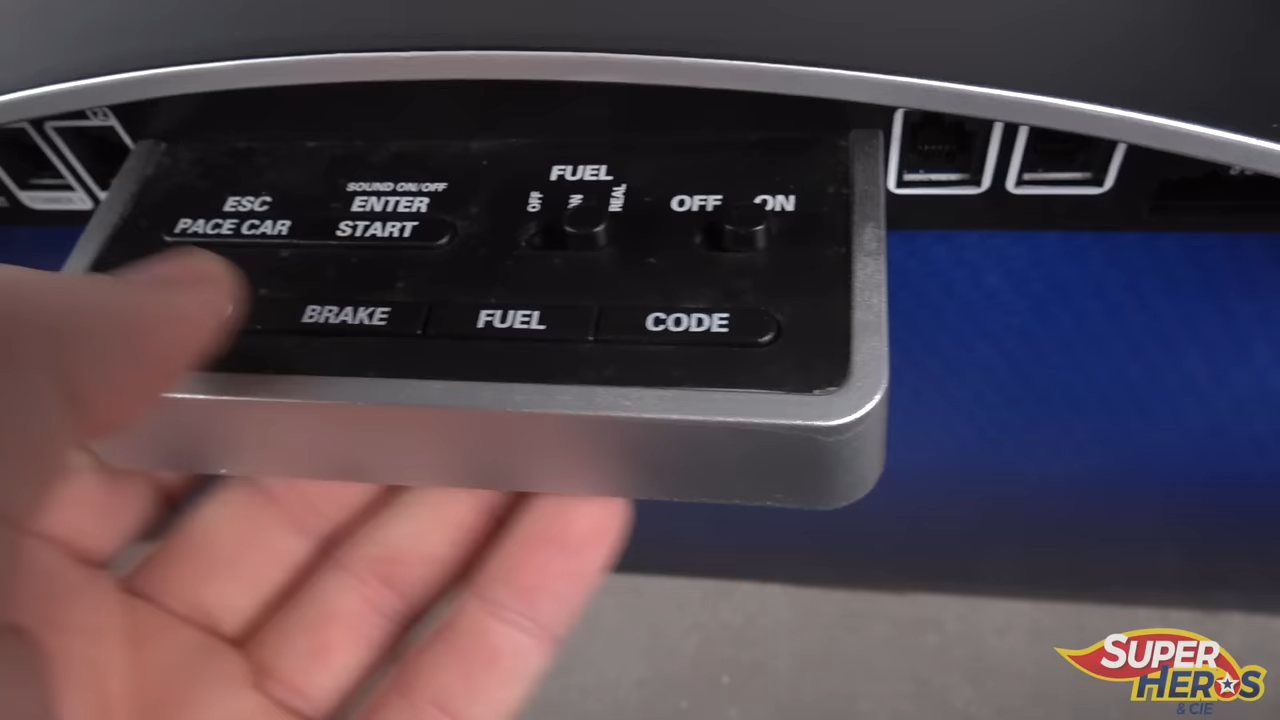 SOUND ON/OFF
ESC
ENTER
PACE CAR
START
FUEL
OFF
REAL
OFF ON
BRAKE
FUEL
CODE
SUPER
HEROS
& CIE